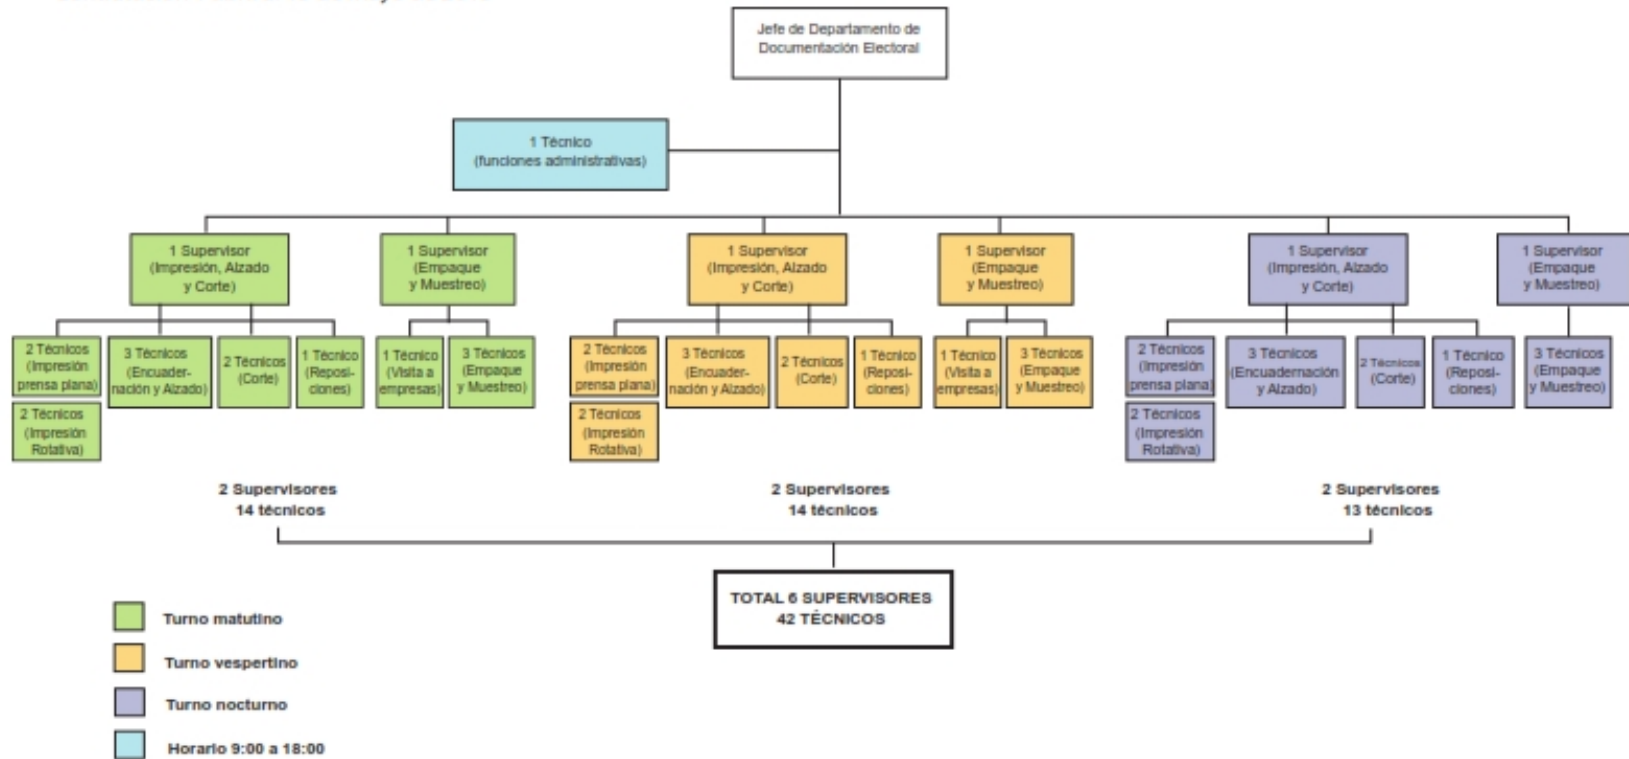 Jefe de Departamento de
Documentación Electoral
1 Técnico
(funciones administrativas)
1 Supervisor
(Impresión, Alzado
y Corte)
1 Supervisor
(Empaque
y Muestreo)
1 Supervisor
(Impresión, Alzado
y Corte)
1 Supervisor
(Empaque
y Muestreo)
1 Supervisor
(Impresión, Alzado
y Corte)
1 Supervisor
(Empaque
y Muestreo)
2 Técnicos
(Impresión
prensa plana)
3 Técnicos
(Encuader-
nación y Alzado)
2 Técnicos
(Corte)
1 Técnico
(Reposi-
ciones)
1 Técnico
(Visita a
empresas)
3 Técnicos
(Empaque
y Muestreo)
2 Técnicos
(Impresión
prensa plana)
3 Técnicos
(Encuader-
nación y Alzado)
2 Técnicos
(Corte)
1 Técnico
(Reposi-
ciones)
1 Técnico
(Visita a
empresas)
3 Técnicos
(Empaque
y Muestreo)
2 Técnicos
(Impresión
prensa plana)
3 Técnicos
(Encuadernación
y Alzado)
2 Técnicos
(Corte)
1 Técnico
(Reposi-
ciones)
3 Técnicos
(Empaque
y Muestreo)
2 Técnicos
(Impresión
Rotativa)
2 Técnicos
(Impresión
Rotativa)
2 Técnicos
(Impresión
Rotativa)
2 Supervisores
14 técnicos
2 Supervisores
14 técnicos
2 Supervisores
13 técnicos
TOTAL 6 SUPERVISORES
42 TÉCNICOS
Turno matutino
Turno vespertino
Turno nocturno
Horario 9:00 a 18:00